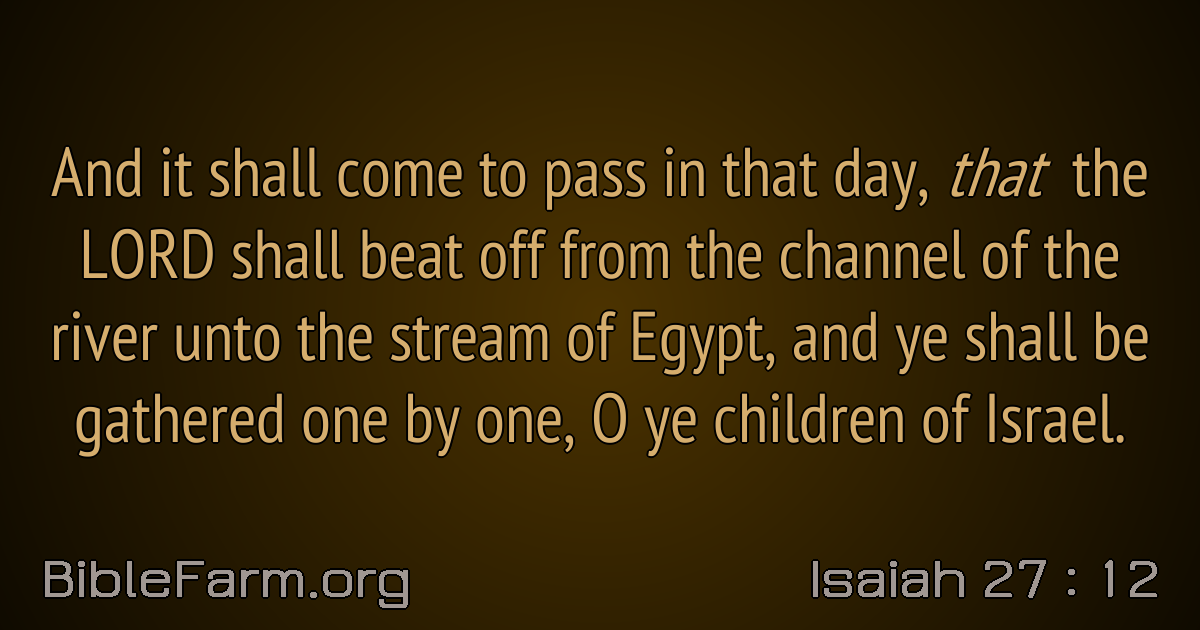 And it shall come to pass in that day, that the
LORD shall beat off from the channel of the
river unto the stream of Egypt, and ye shall be
gathered one by one, O ye children of Israel.
BibleFarm.org
Isaiah 27 : 12